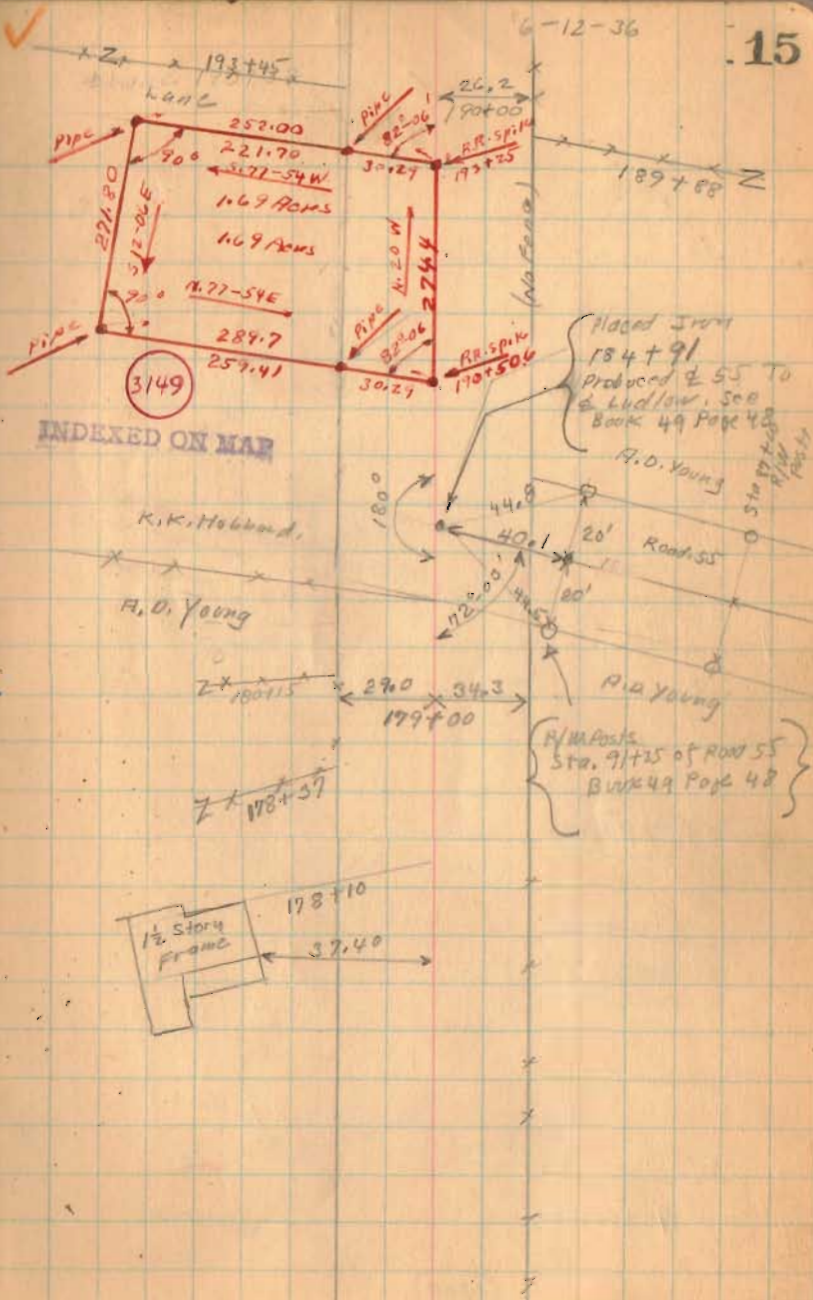 6-12-36
15
Z
193+45
Lane
26.2
190+00
Pipe
82°-06'
R.R. Spik
193+25
189+88
Z
Pipe
252.00
221.70
30.29
90°
S.77-54W
1.69 Acres
1.69 Acres
271.80
S12-06E
N.20W
274.4
(No Fence)
90°
N.77-54E
Pipe
82°-06'
Pipe
289.7
259.41
30.29
RR. Spik
190+50.6
3149
INDEXED ON MAP
Placed Iron
184+91
Produced ₵ 55 To
₵ Ludlow. See
Book 49 Page 48
A.D. Young
R/W
Posts
180°
44.8
40.1
20'
Road 55
K.K. Hobbard.
72°-00'
44.5
20'
A.D. Young
Z
180+15
29.0
34.3
179+00
A.D. Young
R/W Posts
Sta. 91+25 of Road 55
Book 49 Page 48
Z
178+37
178+10
1½ Story
Frame
37.40